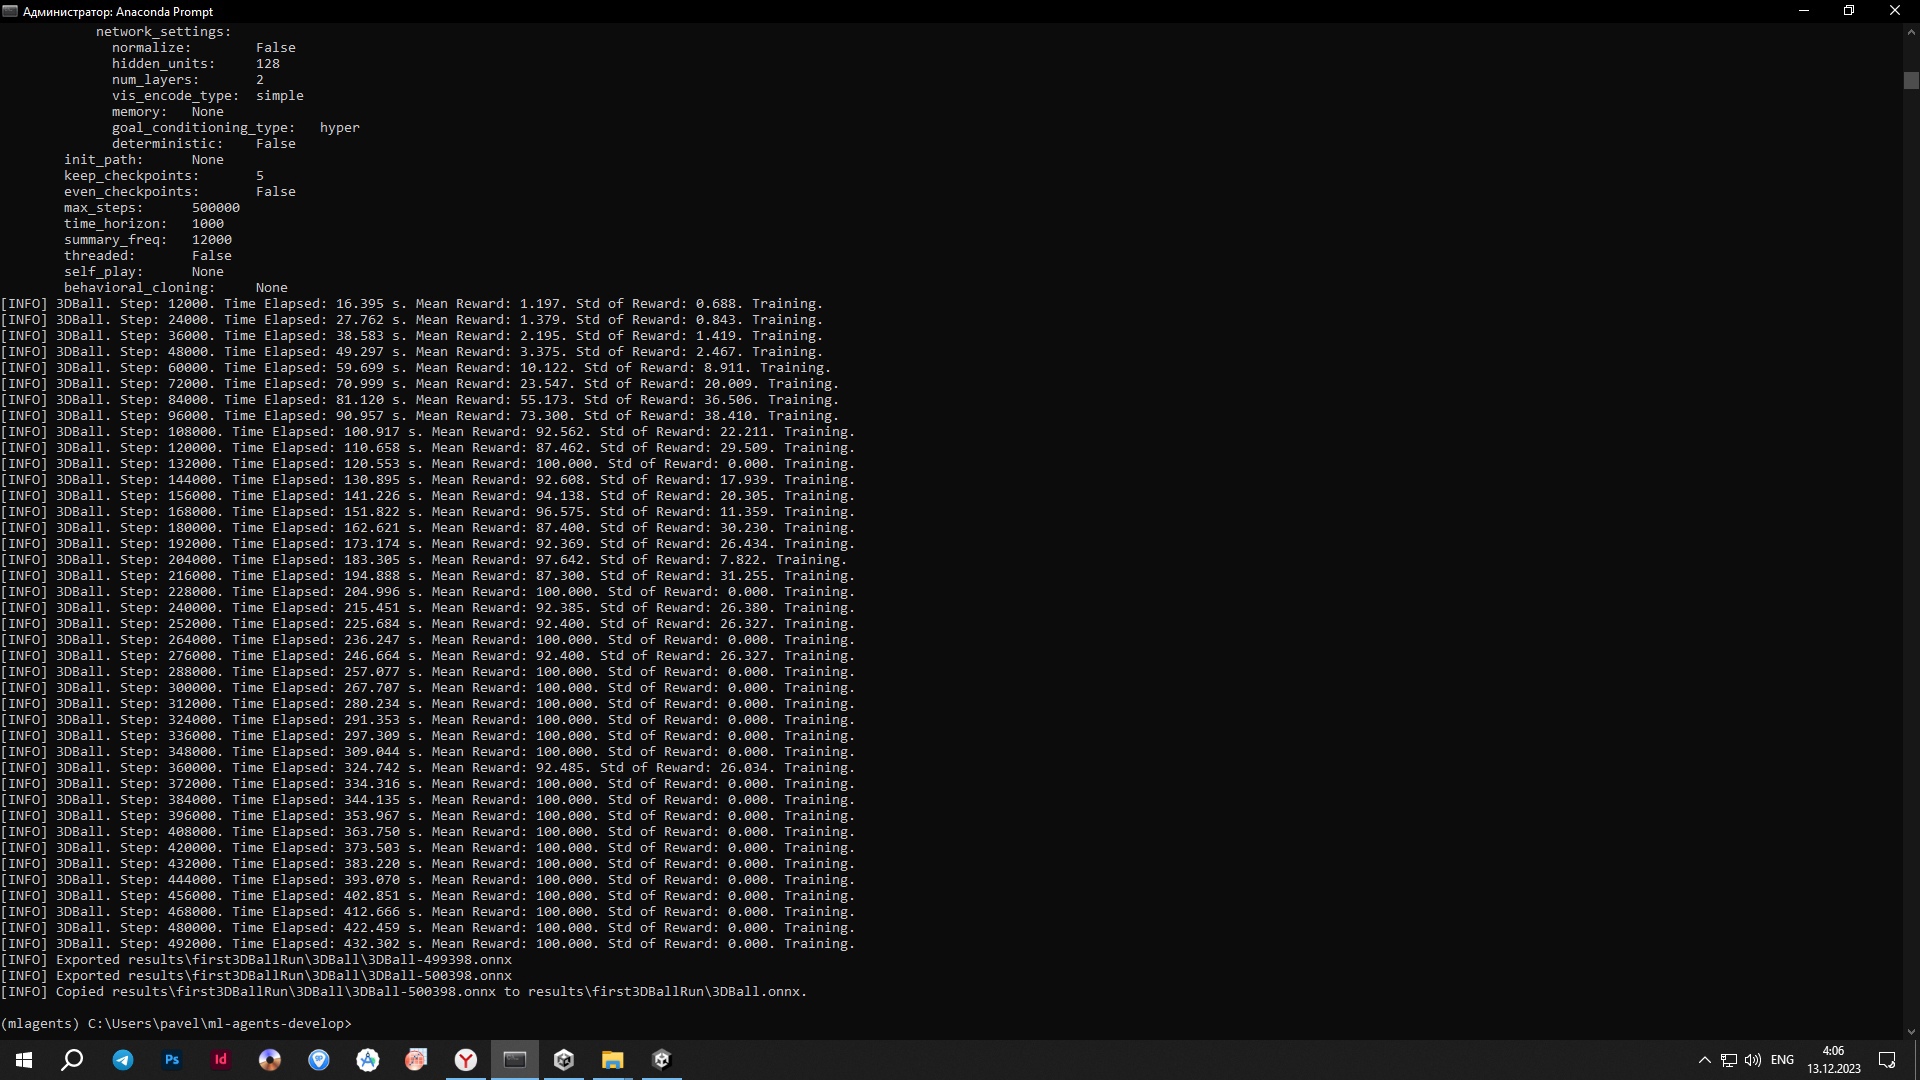 Администратор: Anaconda Prompt
network_settings:
normalize: False
hidden_units: 128
num_layers: 2
vis_encode_type: simple
memory: None
goal_conditioning_type: hyper
deterministic: False
init_path: None
keep_checkpoints: 5
even_checkpoints: False
max_steps: 500000
time_horizon: 1000
summary_freq: 12000
threaded: False
self_play: None
behavioral_cloning: None
[INFO] 3DBall. Step: 12000. Time Elapsed: 16.395 s. Mean Reward: 1.197. Std of Reward: 0.688. Training.
[INFO] 3DBall. Step: 24000. Time Elapsed: 27.762 s. Mean Reward: 1.379. Std of Reward: 0.843. Training.
[INFO] 3DBall. Step: 36000. Time Elapsed: 38.583 s. Mean Reward: 2.195. Std of Reward: 1.419. Training.
[INFO] 3DBall. Step: 48000. Time Elapsed: 49.297 s. Mean Reward: 3.375. Std of Reward: 2.467. Training.
[INFO] 3DBall. Step: 60000. Time Elapsed: 59.699 s. Mean Reward: 10.122. Std of Reward: 8.911. Training.
[INFO] 3DBall. Step: 72000. Time Elapsed: 70.999 s. Mean Reward: 23.547. Std of Reward: 20.009. Training.
[INFO] 3DBall. Step: 84000. Time Elapsed: 81.120 s. Mean Reward: 55.173. Std of Reward: 36.506. Training.
[INFO] 3DBall. Step: 96000. Time Elapsed: 90.957 s. Mean Reward: 73.300. Std of Reward: 38.410. Training.
[INFO] 3DBall. Step: 108000. Time Elapsed: 100.917 s. Mean Reward: 92.562. Std of Reward: 22.211. Training.
[INFO] 3DBall. Step: 120000. Time Elapsed: 110.658 s. Mean Reward: 87.462. Std of Reward: 29.509. Training.
[INFO] 3DBall. Step: 132000. Time Elapsed: 120.553 s. Mean Reward: 100.000. Std of Reward: 0.000. Training.
[INFO] 3DBall. Step: 144000. Time Elapsed: 130.895 s. Mean Reward: 92.608. Std of Reward: 17.939. Training.
[INFO] 3DBall. Step: 156000. Time Elapsed: 141.226 s. Mean Reward: 94.138. Std of Reward: 20.305. Training.
[INFO] 3DBall. Step: 168000. Time Elapsed: 151.822 s. Mean Reward: 96.575. Std of Reward: 11.359. Training.
[INFO] 3DBall. Step: 180000. Time Elapsed: 162.621 s. Mean Reward: 87.400. Std of Reward: 30.230. Training.
[INFO] 3DBall. Step: 192000. Time Elapsed: 173.174 s. Mean Reward: 92.369. Std of Reward: 26.434. Training.
[INFO] 3DBall. Step: 204000. Time Elapsed: 183.305 s. Mean Reward: 97.642. Std of Reward: 7.822. Training.
[INFO] 3DBall. Step: 216000. Time Elapsed: 194.888 s. Mean Reward: 87.300. Std of Reward: 31.255. Training.
[INFO] 3DBall. Step: 228000. Time Elapsed: 204.996 s. Mean Reward: 100.000. Std of Reward: 0.000. Training.
[INFO] 3DBall. Step: 240000. Time Elapsed: 215.451 s. Mean Reward: 92.385. Std of Reward: 26.380. Training.
[INFO] 3DBall. Step: 252000. Time Elapsed: 225.684 s. Mean Reward: 92.400. Std of Reward: 26.327. Training.
[INFO] 3DBall. Step: 264000. Time Elapsed: 236.247 s. Mean Reward: 100.000. Std of Reward: 0.000. Training.
[INFO] 3DBall. Step: 276000. Time Elapsed: 246.664 s. Mean Reward: 92.400. Std of Reward: 26.327. Training.
[INFO] 3DBall. Step: 288000. Time Elapsed: 257.077 s. Mean Reward: 100.000. Std of Reward: 0.000. Training.
[INFO] 3DBall. Step: 300000. Time Elapsed: 267.707 s. Mean Reward: 100.000. Std of Reward: 0.000. Training.
[INFO] 3DBall. Step: 312000. Time Elapsed: 280.234 s. Mean Reward: 100.000. Std of Reward: 0.000. Training.
[INFO] 3DBall. Step: 324000. Time Elapsed: 291.353 s. Mean Reward: 100.000. Std of Reward: 0.000. Training.
[INFO] 3DBall. Step: 336000. Time Elapsed: 297.309 s. Mean Reward: 100.000. Std of Reward: 0.000. Training.
[INFO] 3DBall. Step: 348000. Time Elapsed: 309.044 s. Mean Reward: 100.000. Std of Reward: 0.000. Training.
[INFO] 3DBall. Step: 360000. Time Elapsed: 324.742 s. Mean Reward: 92.485. Std of Reward: 26.034. Training.
[INFO] 3DBall. Step: 372000. Time Elapsed: 334.316 s. Mean Reward: 100.000. Std of Reward: 0.000. Training.
[INFO] 3DBall. Step: 384000. Time Elapsed: 344.135 s. Mean Reward: 100.000. Std of Reward: 0.000. Training.
[INFO] 3DBall. Step: 396000. Time Elapsed: 353.967 s. Mean Reward: 100.000. Std of Reward: 0.000. Training.
[INFO] 3DBall. Step: 408000. Time Elapsed: 363.750 s. Mean Reward: 100.000. Std of Reward: 0.000. Training.
[INFO] 3DBall. Step: 420000. Time Elapsed: 373.503 s. Mean Reward: 100.000. Std of Reward: 0.000. Training.
[INFO] 3DBall. Step: 432000. Time Elapsed: 383.220 s. Mean Reward: 100.000. Std of Reward: 0.000. Training.
[INFO] 3DBall. Step: 444000. Time Elapsed: 393.070 s. Mean Reward: 100.000. Std of Reward: 0.000. Training.
[INFO] 3DBall. Step: 456000. Time Elapsed: 402.851 s. Mean Reward: 100.000. Std of Reward: 0.000. Training.
[INFO] 3DBall. Step: 468000. Time Elapsed: 412.666 s. Mean Reward: 100.000. Std of Reward: 0.000. Training.
[INFO] 3DBall. Step: 480000. Time Elapsed: 422.459 s. Mean Reward: 100.000. Std of Reward: 0.000. Training.
[INFO] 3DBall. Step: 492000. Time Elapsed: 432.302 s. Mean Reward: 100.000. Std of Reward: 0.000. Training.
[INFO] Exported results\first3DBallRun\3DBall\3DBall-499398.onnx
[INFO] Exported results\first3DBallRun\3DBall\3DBall-500398.onnx
[INFO] Copied results\first3DBallRun\3DBall\3DBall-500398.onnx to results\first3DBallRun\3DBall.onnx.
(mlagents) C:\Users\pavel\ml-agents-develop>
Ps
Id
Y
ENG
4:06
13.12.2023